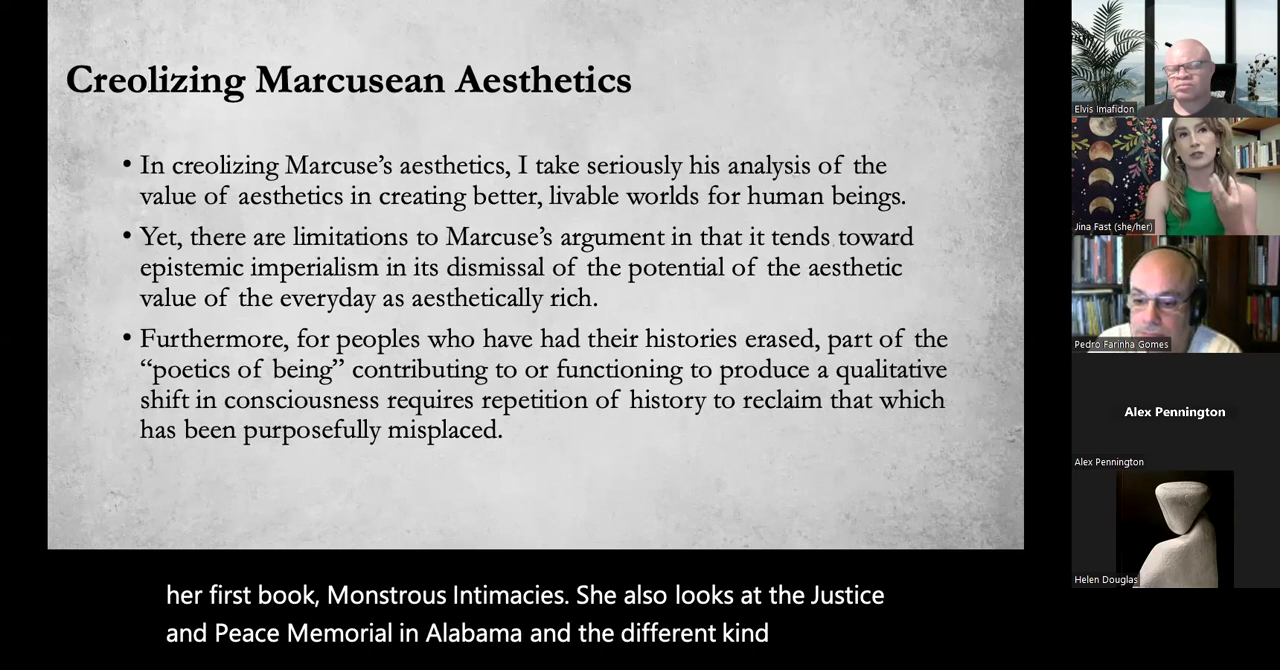 Creolizing Marcusean Aesthetics
• In creolizing Marcuse’s aesthetics, I take seriously his analysis of the
value of aesthetics in creating better, livable worlds for human beings.
• Yet, there are limitations to Marcuse’s argument in that it tends toward
epistemic imperialism in its dismissal of the potential of the aesthetic
value of the everyday as aesthetically rich.
• Furthermore, for peoples who have had their histories erased, part of the
“poetics of being” contributing to or functioning to produce a qualitative
shift in consciousness requires repetition of history to reclaim that which
has been purposefully misplaced.
her first book, Monstrous Intimacies. She also looks at the Justice
and Peace Memorial in Alabama and the different kind
Elvis Imafidon
Jina Fast (she/her)
Pedro Farinha Gomes
Alex Pennington
Alex Pennington
Helen Douglas